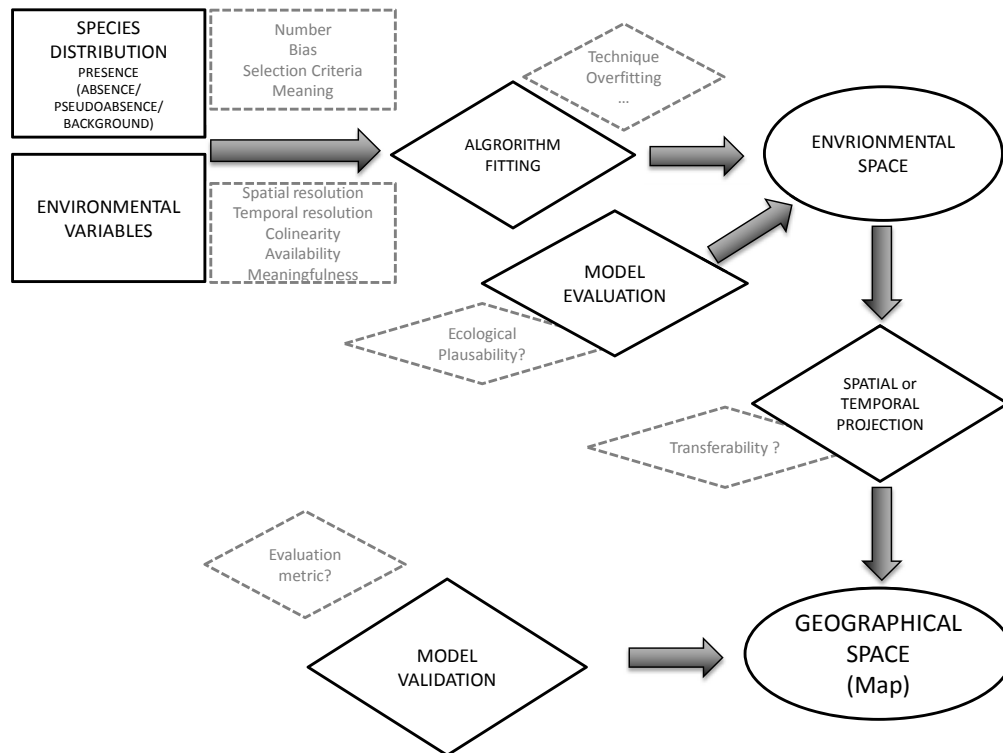 SPECIES
DISTRIBUTION
PRESENCE
(ABSENCE/
PSEUDOABSENCE/
BACKGROUND)
Number
Bias
Selection Criteria
Meaning
ENVIRONMENTAL
VARIABLES
Spatial resolution
Temporal resolution
Colinearity
Availability
Meaningfulness
Technique
Overfitting
...
ALGRORITHM
FITTING
ENVRIONMENTAL
SPACE
MODEL
EVALUATION
Ecological
Plausability?
SPATIAL or
TEMPORAL
PROJECTION
Transferability ?
Evaluation
metric?
MODEL
VALIDATION
GEOGRAPHICAL
SPACE
(Map)